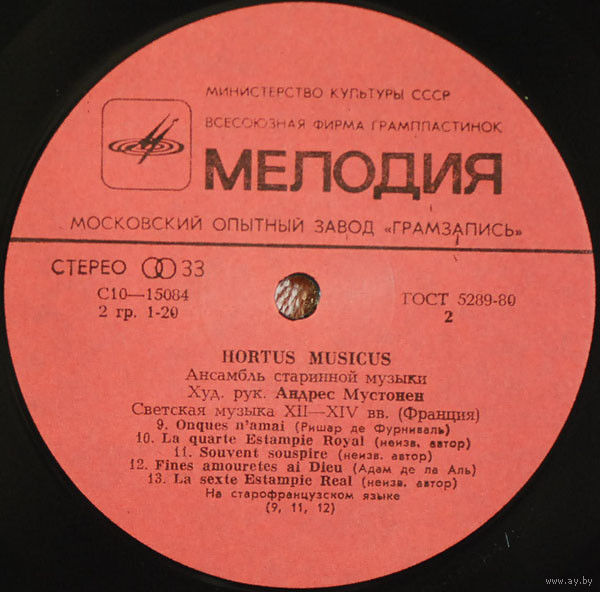 МИНИСТЕРСТВО КУЛЬТУРЫ СССР
ВСЕСОЮЗНАЯ ФИРМА ГРАМПЛАСТИНОК
МЕЛОДИЯ
МОСКОВСКИЙ ОПЫТНЫЙ ЗАВОД «ГРАМЗАПИСЬ»
СТЕРЕО 33
С10—15084
2 гр. 1-20
ГОСТ 5289-80
2
HORTUS MUSICUS
Ансамбль старинной музыки
Худ. рук. Андрес Мустонен
Светская музыка XII—XIV вв. (Франция)
9. Onques n'amai (Ришар де Фурниваль)
10. La quarte Estampie Royal (неизв. автор)
11. Souvent souspire (неизв. автор)
12. Fines amouretes ai Dieu (Адам де ла Аль)
13. La sexte Estampie Real (неизв. автор)
На старофранцузском языке
(9, 11, 12)
www.ay.by